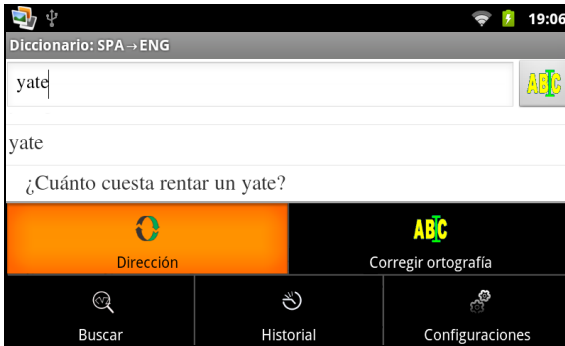 19:06
Diccionario: SPA→ENG
yate
ABC
yate
¿Cuánto cuesta rentar un yate?
Dirección
ABC
Corregir ortografía
Buscar
Historial
Configuraciones